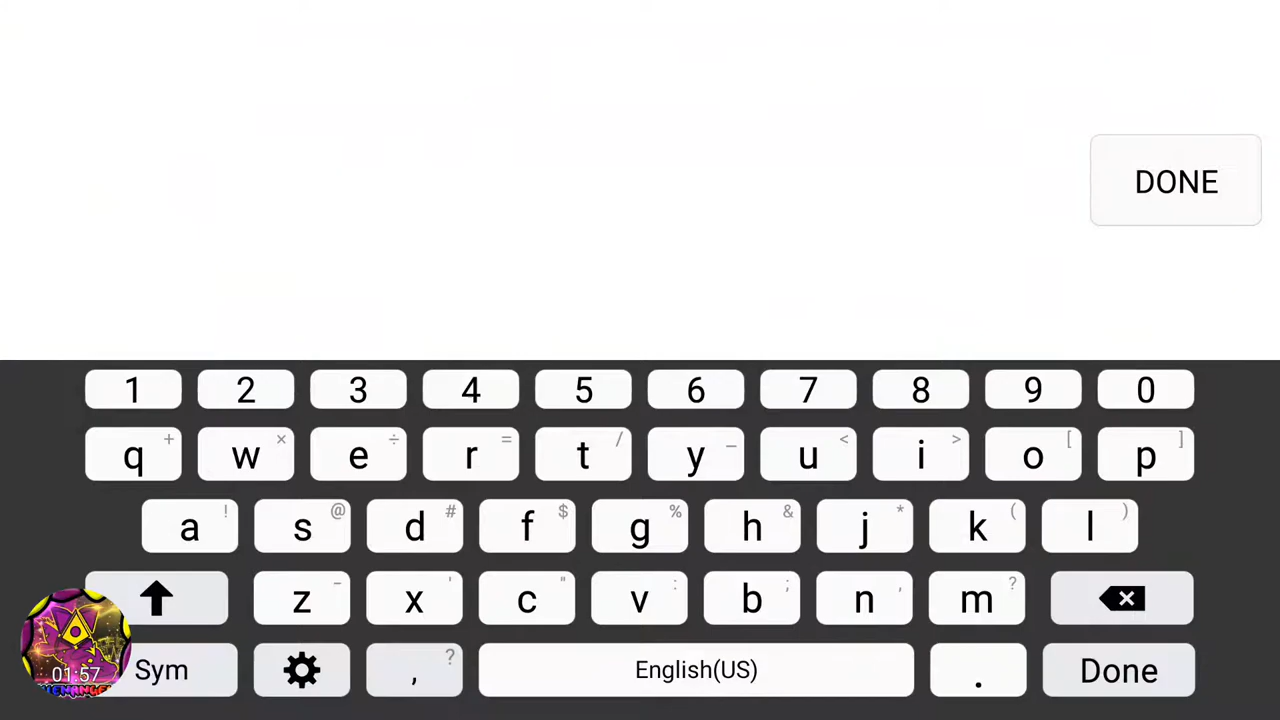 DONE
1 2 3 4 5 6 7 8 9 0
+ × ÷ = / _ < > [ ]
q w e r t y u i o p
! @ # $ % & * ( )
a s d f g h j k l
- ' " : ; , ?
z x c v b n m
Sym , ? English(US) . Done
01:57